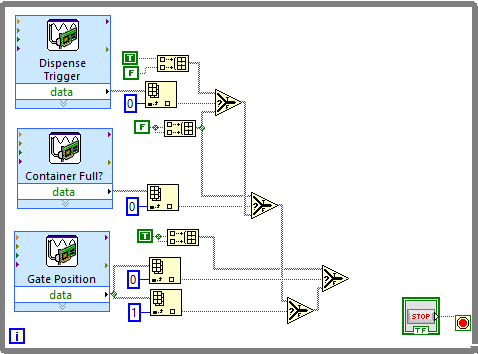 Dispense
Trigger
data
T
F
0
T
?
F
F
Container Full?
data
0
T
?
F
T
Gate Position
data
0
1
T
?
F
T
?
F
STOP
TF
i